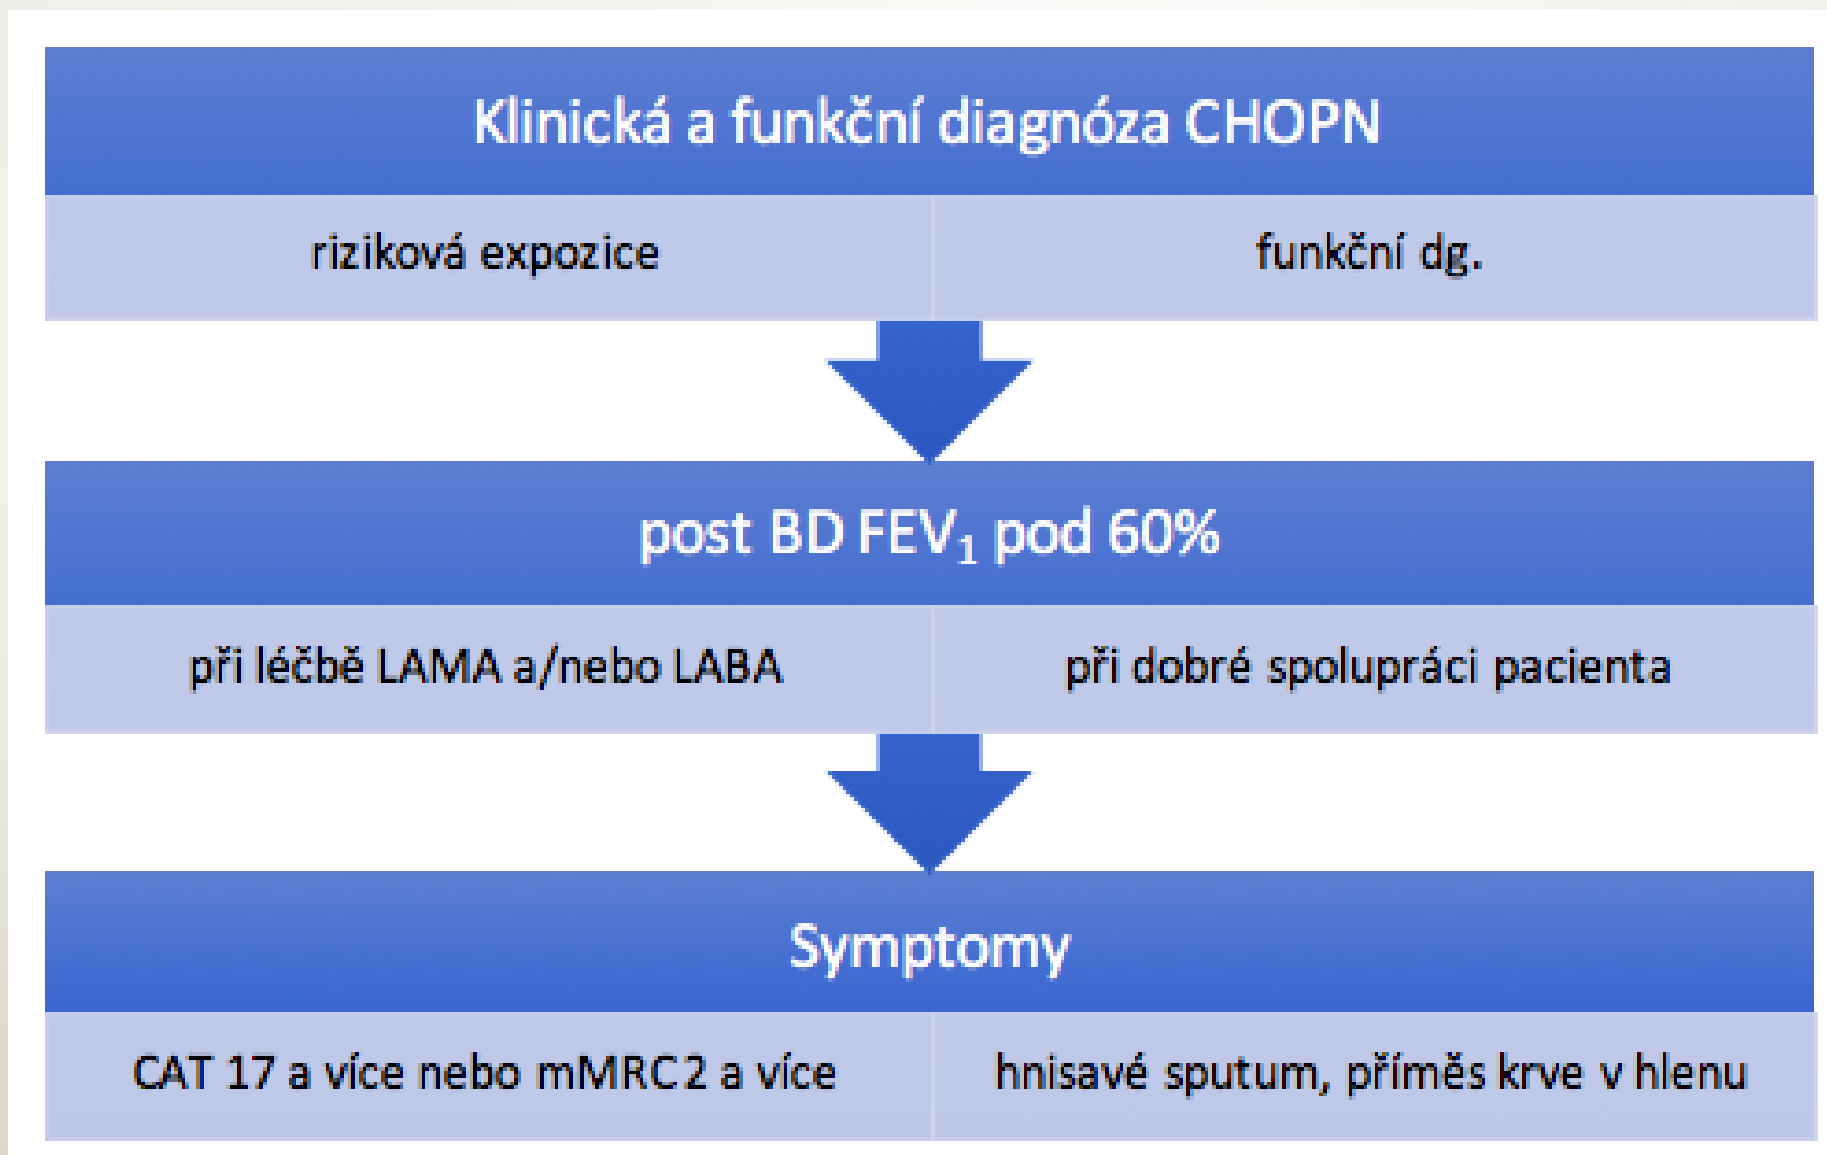 Klinická a funkční diagnóza CHOPN
riziková expozice
funkční dg.
post BD FEV₁ pod 60%
při léčbě LAMA a/nebo LABA
při dobré spolupráci pacienta
Symptomy
CAT 17 a více nebo mMRC 2 a více
hnisavé sputum, příměs krve v hlenu